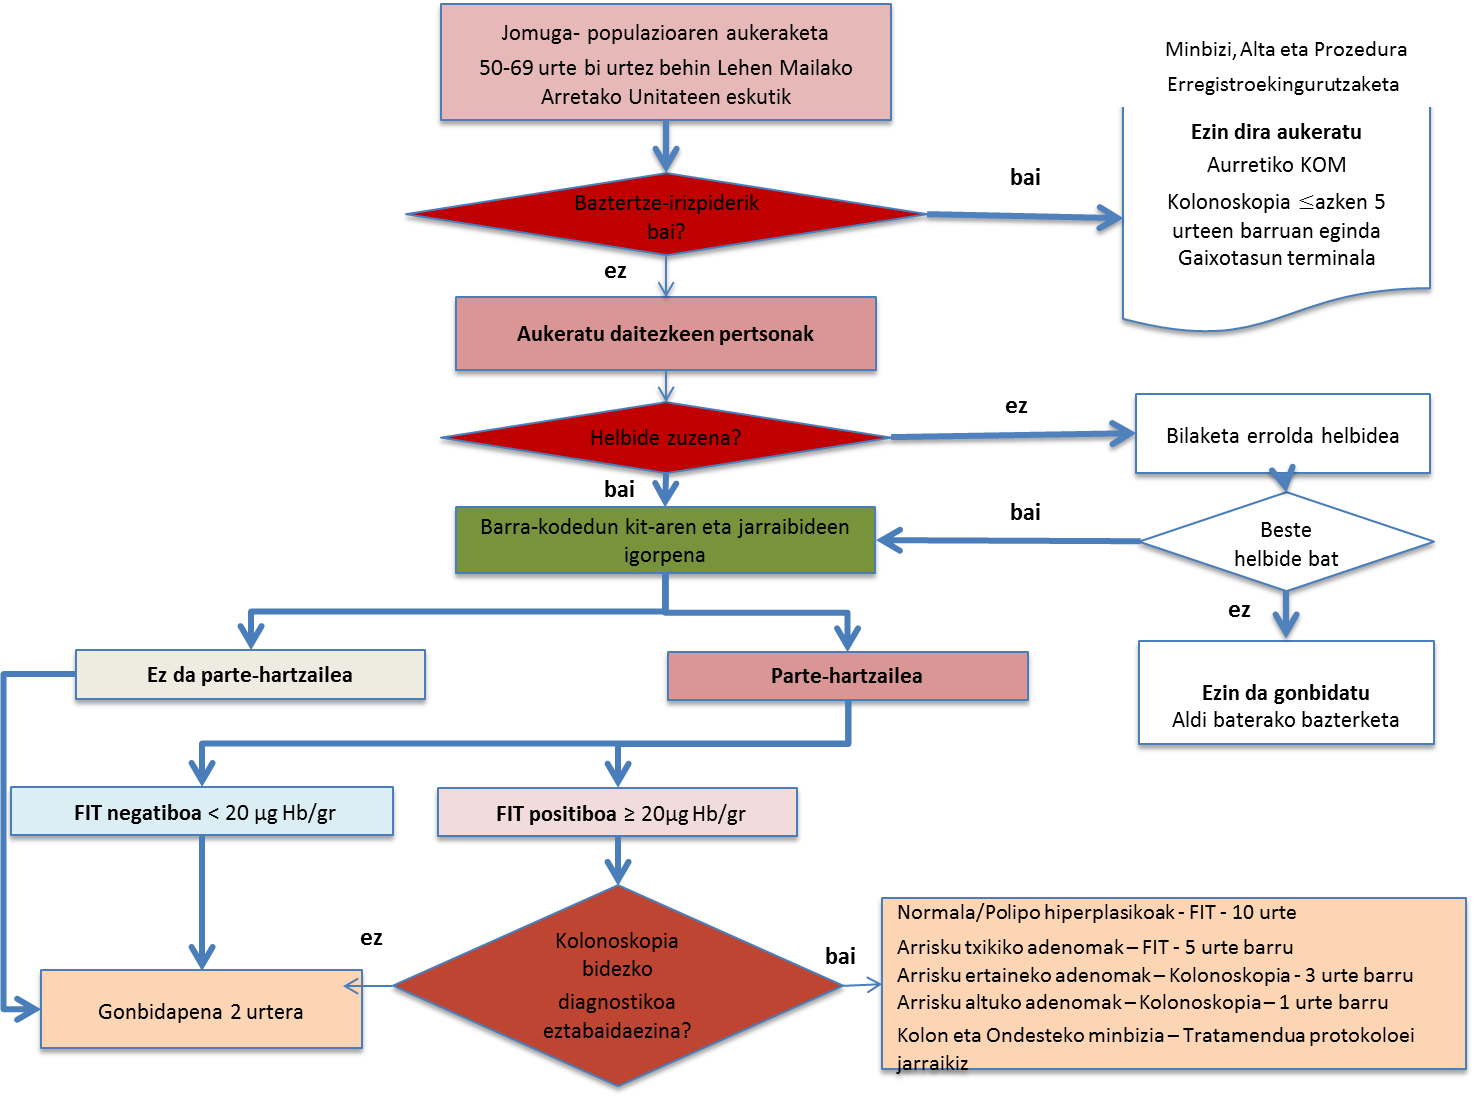 Jomuga- populazioaren aukeraketa
50-69 urte bi urtez behin Lehen Mailako
Arretako Unitateen eskutik
Minbizi, Alta eta Prozedura
Erregistroekingurutzaketa
Ezin dira aukeratu
Aurretiko KOM
Kolonoskopia ≤azken 5
urteen barruan eginda
Gaixotasun terminala
bai
Baztertze-irizpiderik
bai?
ez
Aukeratu daitezkeen pertsonak
ez
Helbide zuzena?
Bilaketa errolda helbidea
bai
bai
Barra-kodedun kit-aren eta jarraibideen
igorpena
Beste
helbide bat
ez
Ez da parte-hartzailea
Parte-hartzailea
Ezin da gonbidatu
Aldi baterako bazterketa
FIT negatiboa < 20 µg Hb/gr
FIT positiboa ≥ 20µg Hb/gr
ez
Kolonoskopia
bidezko
diagnostikoa
eztabaidaezina?
bai
Gonbidapena 2 urtera
Normala/Polipo hiperplasikoak - FIT - 10 urte
Arrisku txikiko adenomak – FIT - 5 urte barru
Arrisku ertaineko adenomak – Kolonoskopia - 3 urte barru
Arrisku altuko adenomak – Kolonoskopia – 1 urte barru
Kolon eta Ondesteko minbizia – Tratamendua protokoloei
jarraikiz